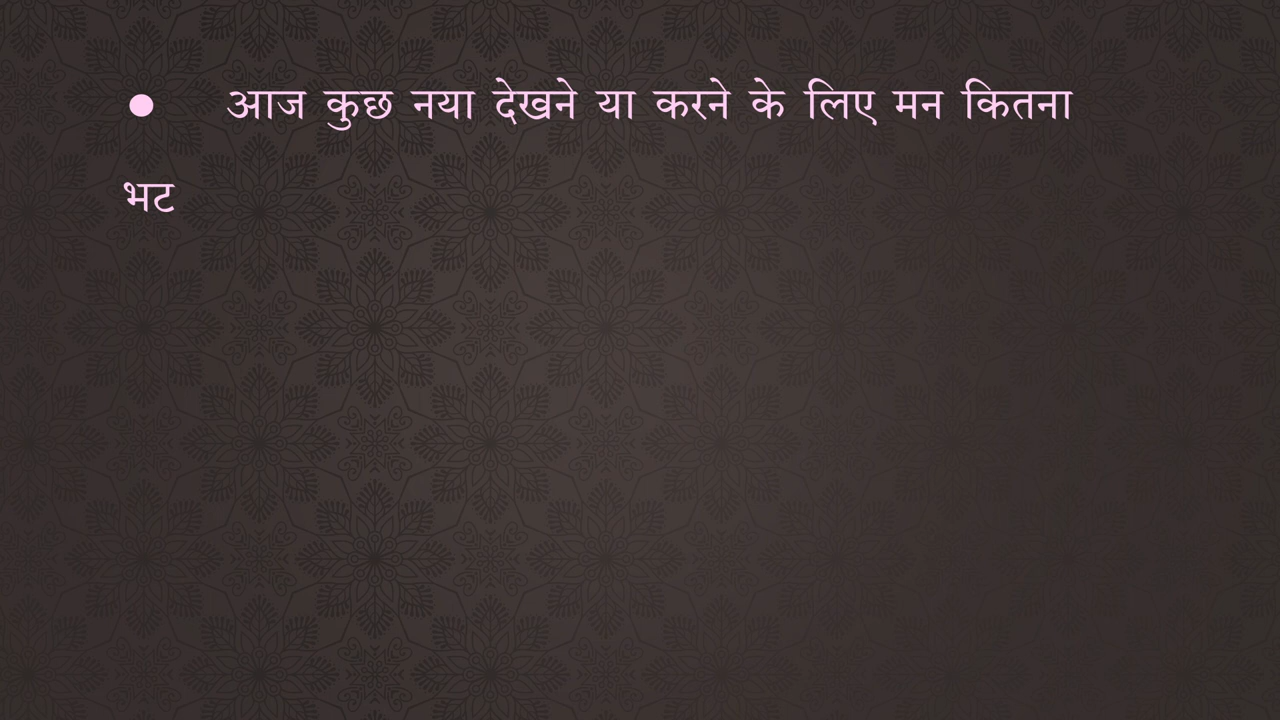 ● आज कुछ नया देखने या करने के लिए मन कितना
भट